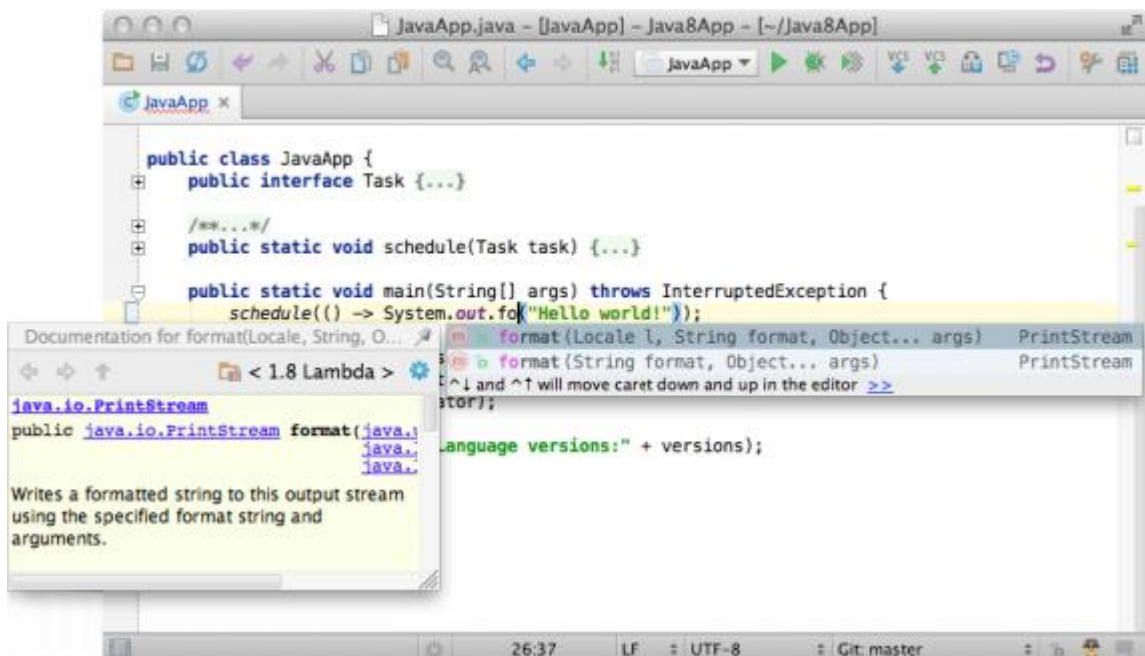 JavaApp.java - [JavaApp] - Java8App - [~/Java8App]
JavaApp
VCS VCS
JavaApp
public class JavaApp {
public interface Task {...}
/**...*/
public static void schedule(Task task) {...}
public static void main(String[] args) throws InterruptedException {
schedule(() -> System.out.fo("Hello world!"));
Documentation for format(Locale, String, O...
format(Locale l, String format, Object... args) PrintStream
format(String format, Object... args) PrintStream
< 1.8 Lambda >
^↓ and ^↑ will move caret down and up in the editor >>
java.io.PrintStream
ator);
public java.io.PrintStream format(java.
java.
java.
Language versions:" + versions);
Writes a formatted string to this output stream
using the specified format string and
arguments.
26:37 LF UTF-8 Git: master